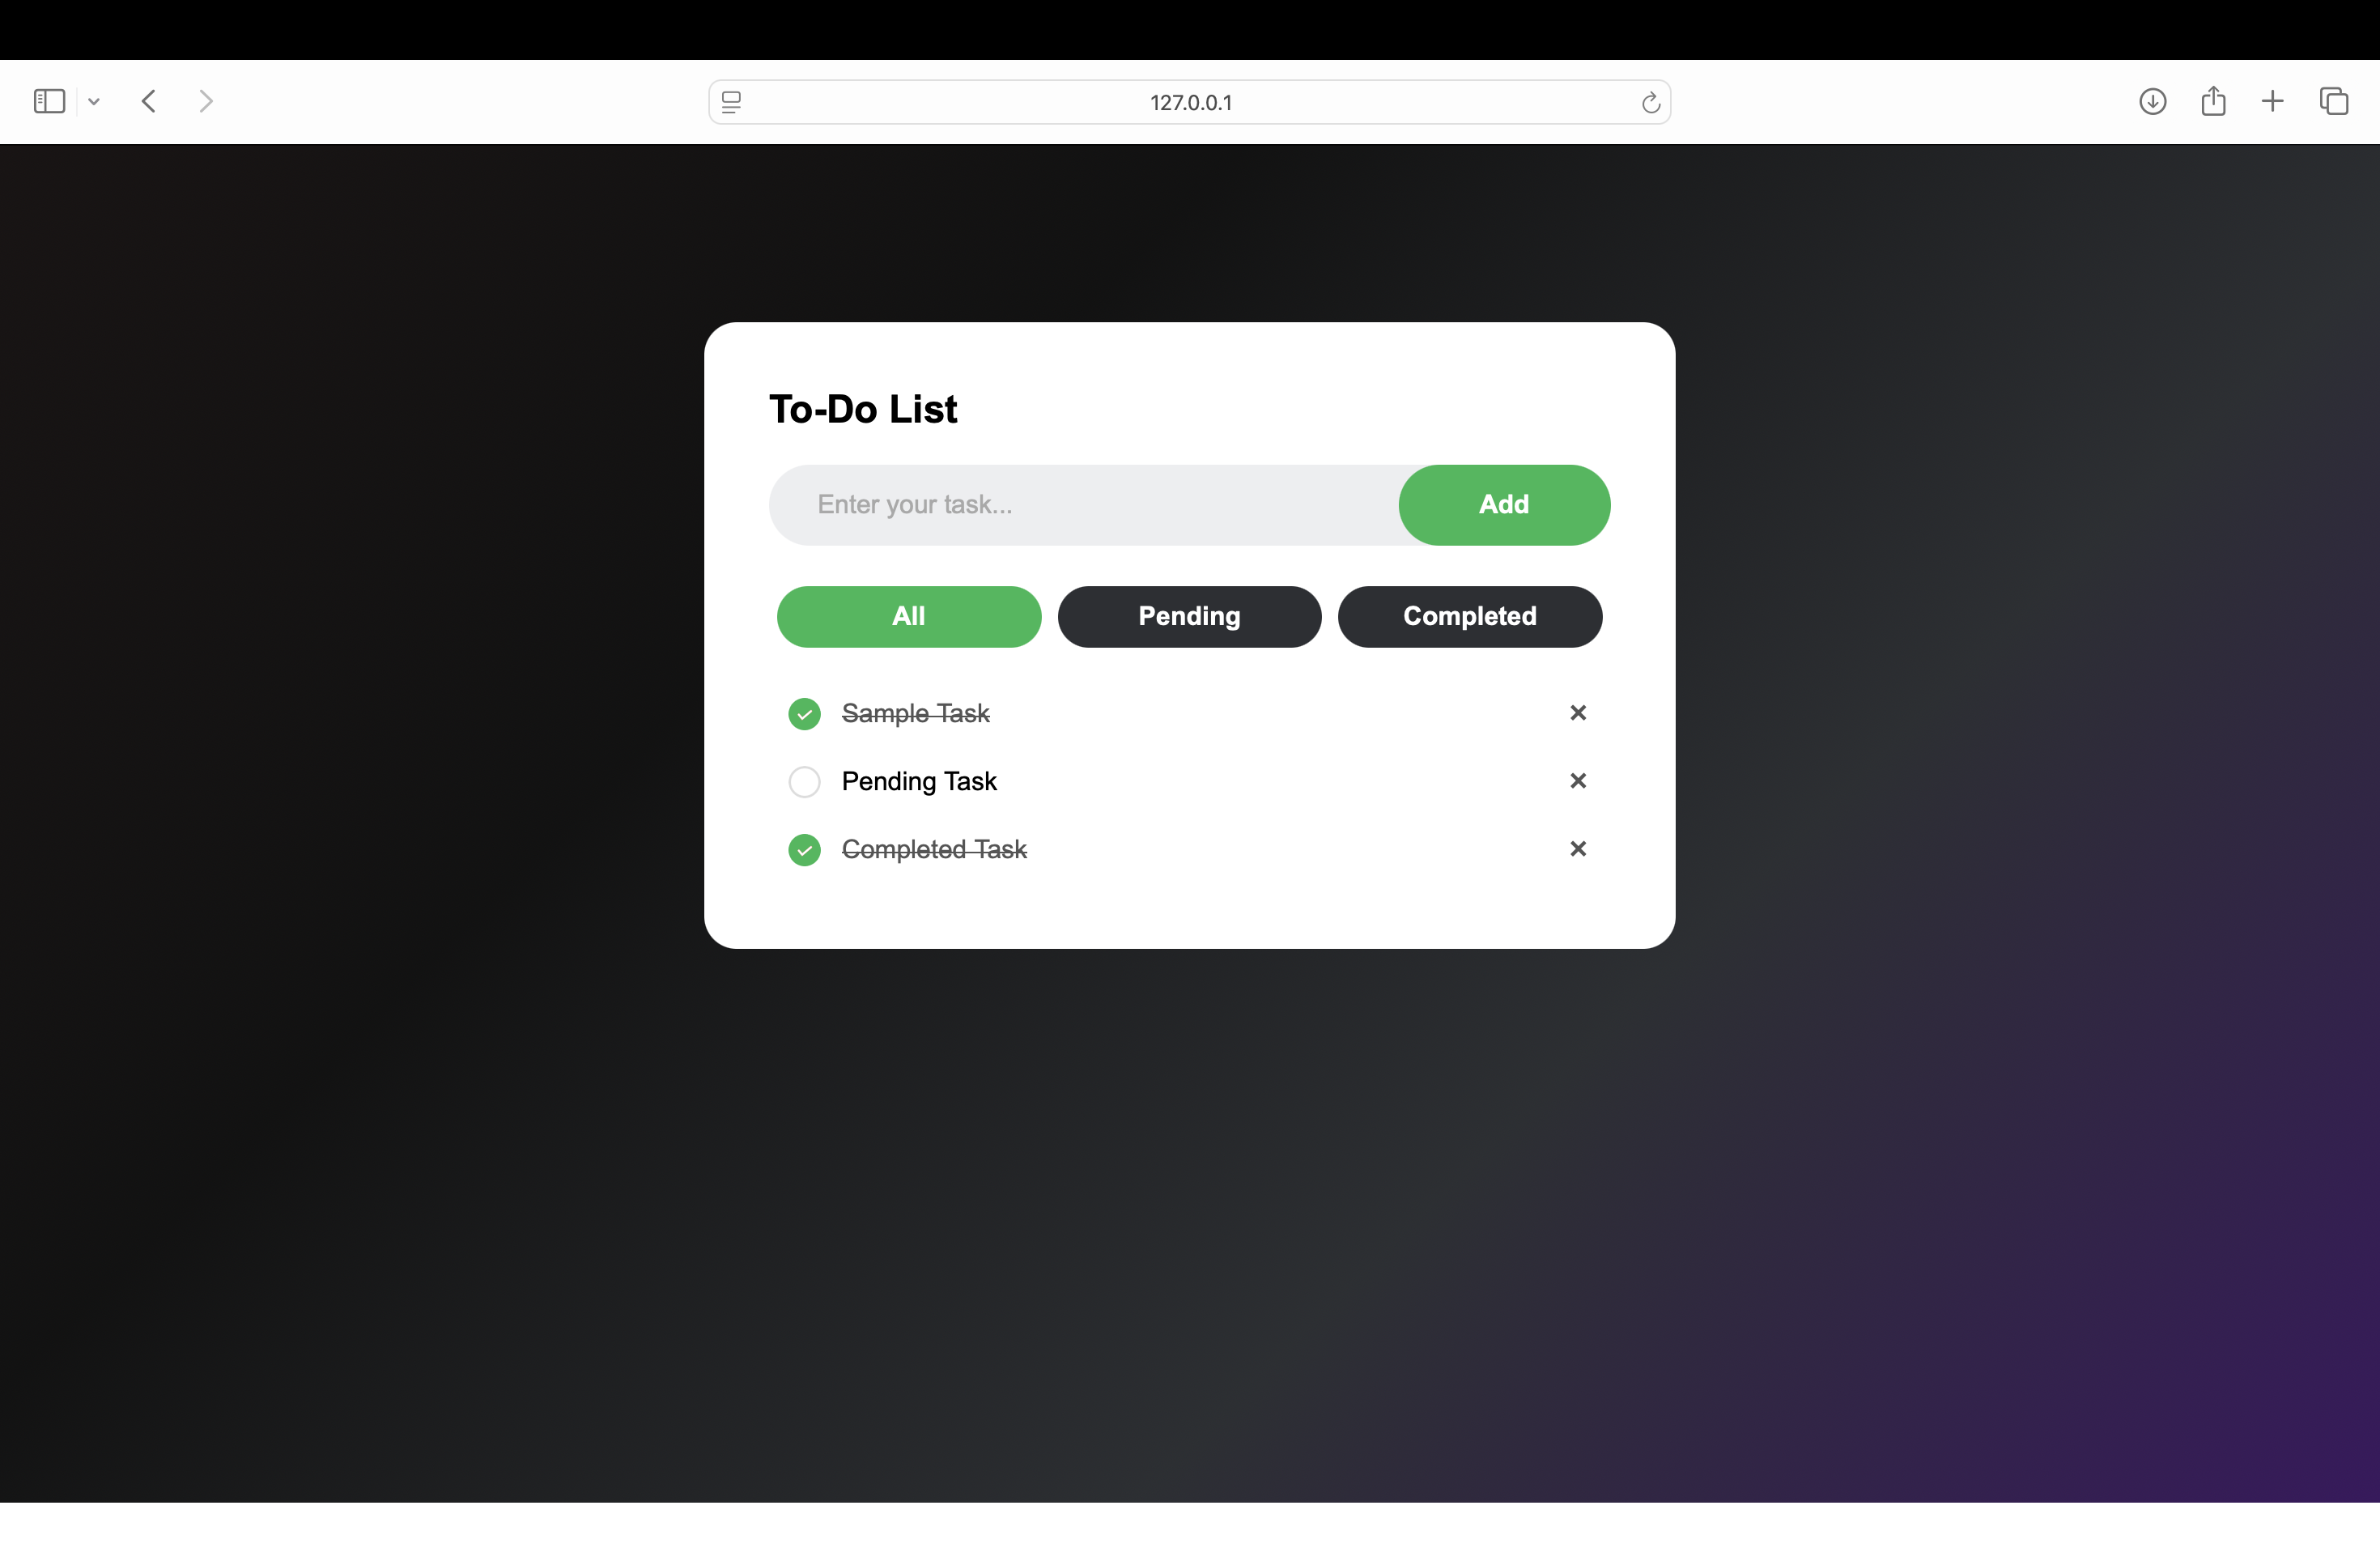 127.0.0.1
To-Do List
Enter your task...
Add
All
Pending
Completed
Sample Task
Pending Task
Completed Task